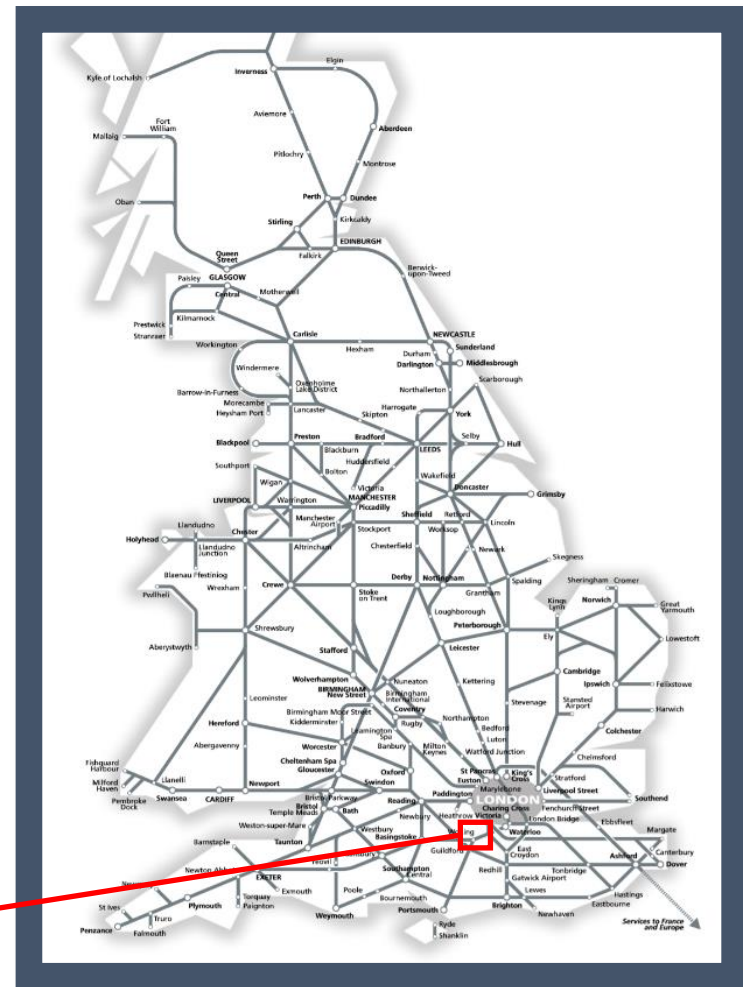 Elgin
Inverness
Kyle of Lochalsh
Aviemore
Fort
William
Aberdeen
Mallaig
Pitlochry
Montrose
Perth
Dundee
Oban
Kirkcaldy
Stirling
EDINBURGH
Queen
Street
Falkirk
Berwick-
upon-Tweed
Paisley
GLASGOW
Central
Motherwell
Prestwick
Kilmarnock
Stranraer
Carlisle
NEWCASTLE
Workington
Hexham
Sunderland
Durham
Darlington
Middlesbrough
Windermere
Scarborough
Oxenholme
Lake District
Northallerton
Barrow-in-Furness
Morecambe
Heysham Port
Lancaster
Harrogate
York
Skipton
Blackpool
Preston
Bradford
Selby
Hull
Blackburn
LEEDS
Southport
Huddersfield
Bolton
Wakefield
Wigan
Victoria
Doncaster
LIVERPOOL
Warrington
MANCHESTER
Piccadilly
Grimsby
Manchester
Airport
Sheffield
Retford
Llandudno
Stockport
Worksop
Lincoln
Holyhead
Chester
Llandudno
Junction
Altrincham
Chesterfield
Newark
Skegness
Blaenau Ffestiniog
Wrexham
Crewe
Stoke
on Trent
Derby
Nottingham
Grantham
Spalding
Sheringham
Cromer
Pwllheli
Kings
Lynn
Norwich
Great
Yarmouth
Loughborough
Shrewsbury
Peterborough
Ely
Lowestoft
Aberystwyth
Stafford
Leicester
Wolverhampton
Cambridge
BIRMINGHAM
New Street
Nuneaton
Kettering
Ipswich
Felixstowe
Leominster
Birmingham
International
Stevenage
Stansted
Airport
Birmingham Moor Street
Coventry
Harwich
Hereford
Kidderminster
Rugby
Northampton
Leamington
Spa
Bedford
Colchester
Abergavenny
Worcester
Banbury
Milton
Keynes
Luton
Watford Junction
Chelmsford
Fishguard
Harbour
Cheltenham Spa
Gloucester
Oxford
St Pancras
King's
Cross
Euston
Stratford
Milford
Haven
Llanelli
Swindon
Marylebone
Liverpool Street
Pembroke
Dock
Swansea
CARDIFF
Newport
Bristol Parkway
Reading
Paddington
LONDON
Southend
Bristol
Temple Meads
Bath
Newbury
Heathrow
Charing Cross
Victoria
Fenchurch Street
London Bridge
Weston-super-Mare
Westbury
Basingstoke
Waterloo
Ebbsfleet
Margate
Barnstaple
Taunton
Guildford
East
Croydon
Canterbury
Ashford
Dover
Redhill
Tonbridge
EXETER
Southampton
Central
Gatwick Airport
Exmouth
Poole
Lewes
Hastings
Torquay
Paignton
Bournemouth
Eastbourne
St Ives
Plymouth
Weymouth
Portsmouth
Brighton
Newhaven
Truro
Ryde
Penzance
Falmouth
Shanklin
Services to France
and Europe